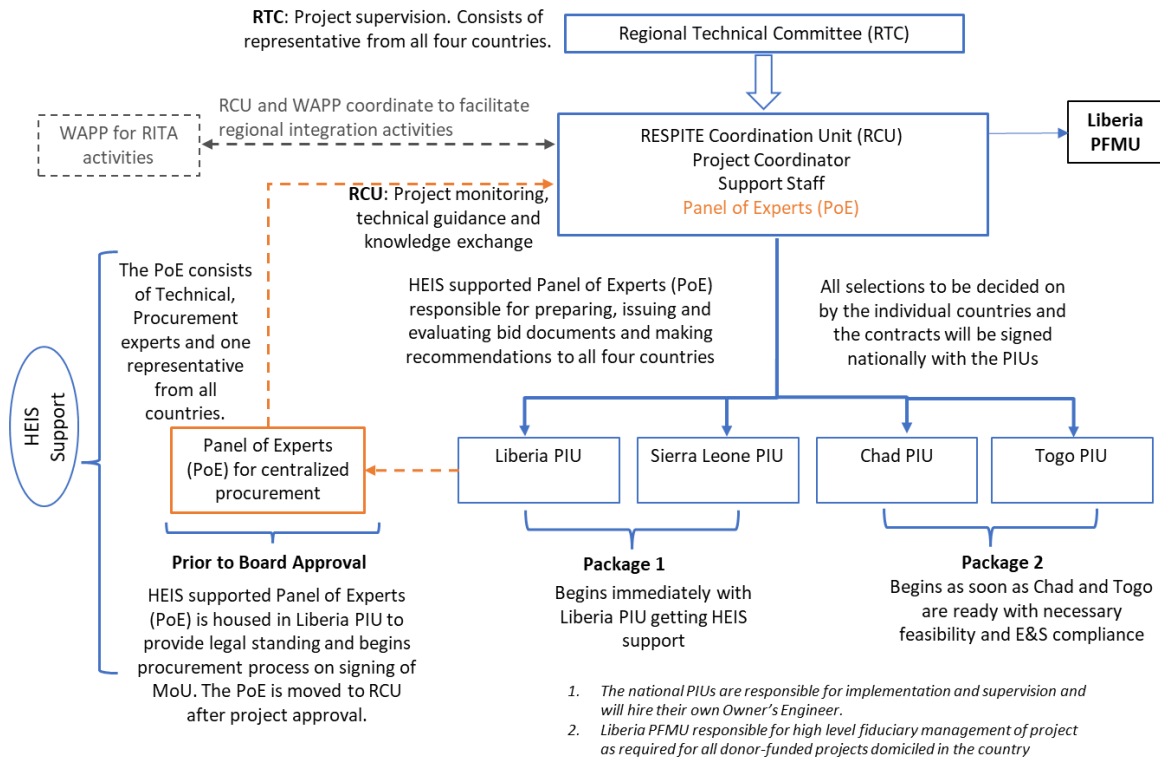 RTC: Project supervision. Consists of
representative from all four countries.
Regional Technical Committee (RTC)
RCU and WAPP coordinate to facilitate
regional integration activities
WAPP for RITA
activities
RESPITE Coordination Unit (RCU)
Project Coordinator
Support Staff
Panel of Experts (PoE)
Liberia
PFMU
RCU: Project monitoring,
technical guidance and
knowledge exchange
HEIS
Support
The PoE consists
of Technical,
Procurement
experts and one
representative
from all
countries.
HEIS supported Panel of Experts (PoE)
responsible for preparing, issuing and
evaluating bid documents and making
recommendations to all four countries
All selections to be decided on
by the individual countries and
the contracts will be signed
nationally with the PIUs
Panel of Experts
(PoE) for centralized
procurement
Liberia PIU
Sierra Leone PIU
Chad PIU
Togo PIU
Prior to Board Approval
HEIS supported Panel of Experts
(PoE) is housed in Liberia PIU to
provide legal standing and begins
procurement process on signing of
MoU. The PoE is moved to RCU
after project approval.
Package 1
Begins immediately with
Liberia PIU getting HEIS
support
Package 2
Begins as soon as Chad and Togo
are ready with necessary
feasibility and E&S compliance
1. The national PIUs are responsible for implementation and supervision and
will hire their own Owner's Engineer.
2. Liberia PFMU responsible for high level fiduciary management of project
as required for all donor-funded projects domiciled in the country